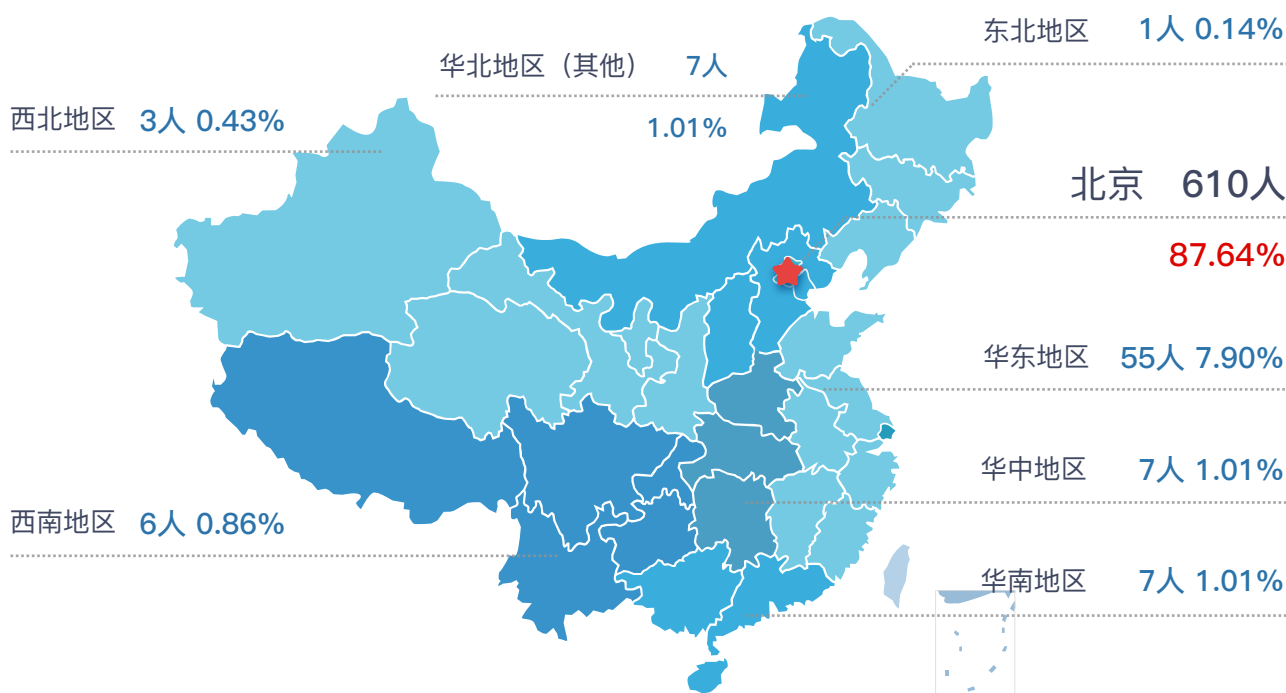 东北地区 1人 0.14%
华北地区（其他） 7人
1.01%
西北地区 3人 0.43%
北京 610人
87.64%
华东地区 55人 7.90%
华中地区 7人 1.01%
西南地区 6人 0.86%
华南地区 7人 1.01%